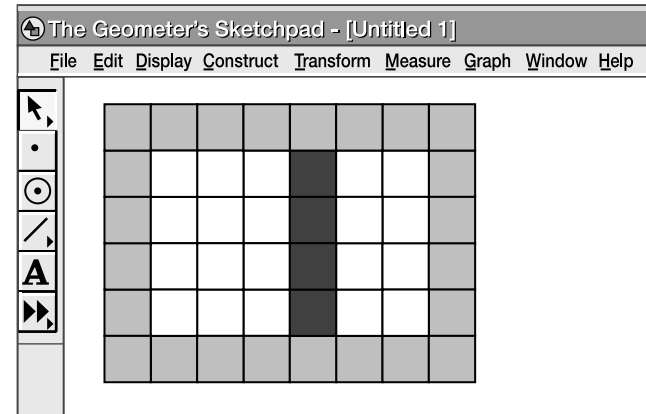 The Geometer's Sketchpad - [Untitled 1]
File Edit Display Construct Transform Measure Graph Window Help
A